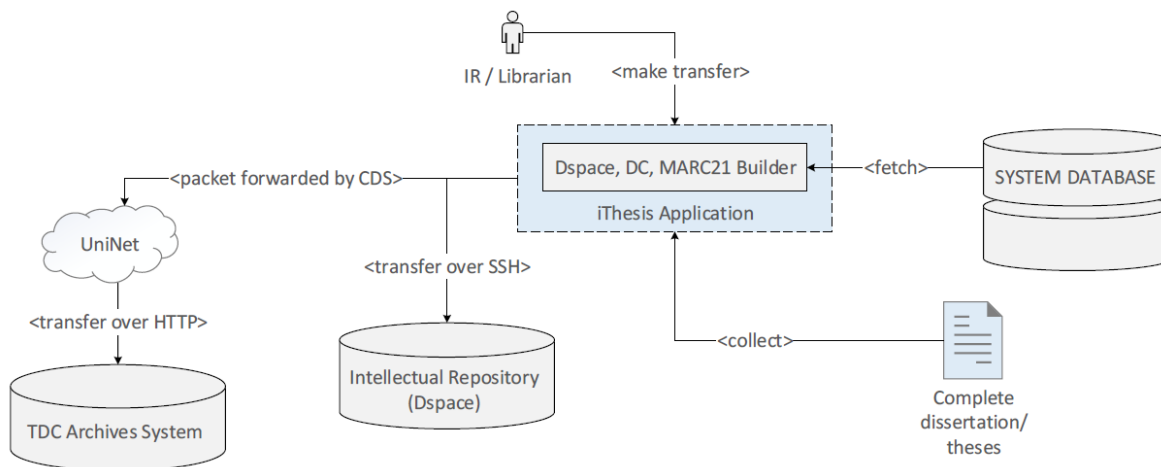 IR / Librarian
<make transfer>
Dspace, DC, MARC21 Builder
iThesis Application
<fetch>
SYSTEM DATABASE
<packet forwarded by CDS>
UniNet
<transfer over SSH>
<transfer over HTTP>
<collect>
Intellectual Repository
(Dspace)
TDC Archives System
Complete
dissertation/
theses